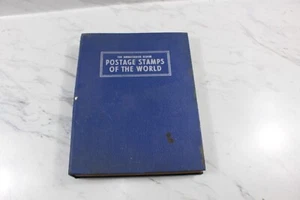 POSTAGE STAMPS
OF THE WORLD